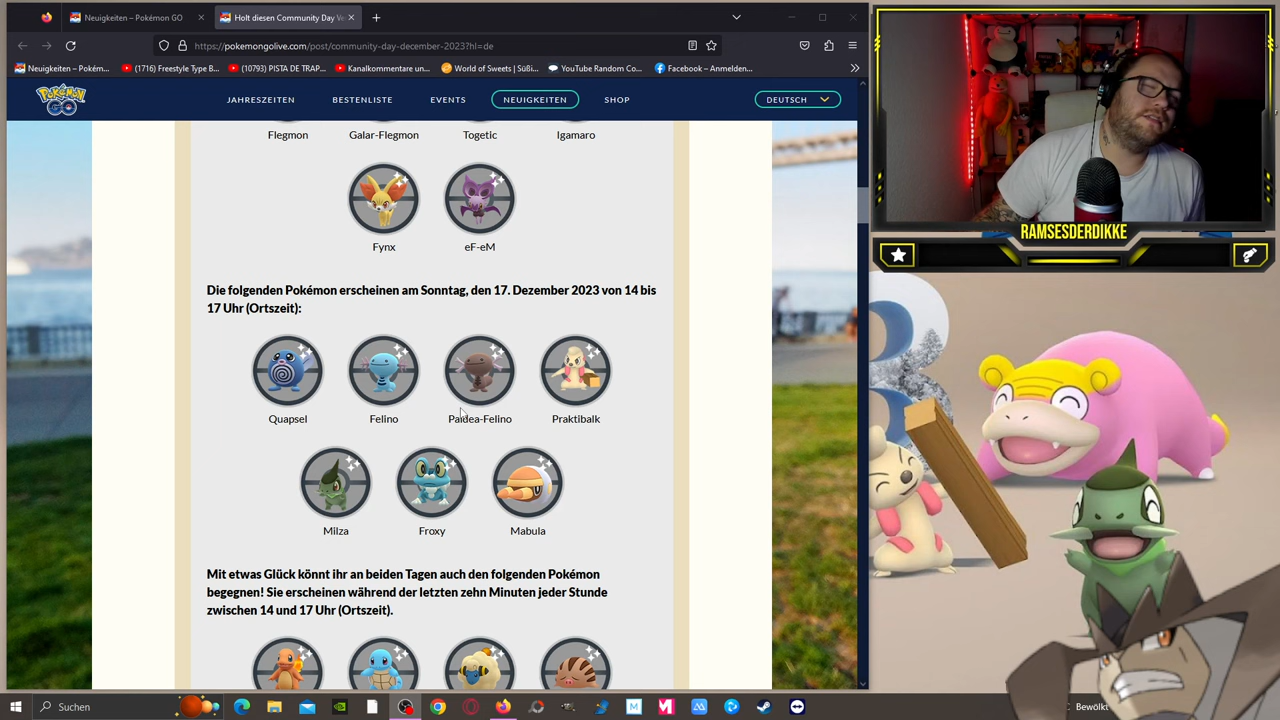 Neuigkeiten – Pokémon GO
Holt diesen Community Day Ve
https://pokemongolive.com/post/community-day-december-2023?hl=de
Neuigkeiten – Pokém...
(1716) Freestyle Type B...
(10793) PISTA DE TRAP...
Kanalkommentare un...
World of Sweets | Süßi...
YouTube Random Co...
Facebook – Anmelden...
POKÉMON GO
JAHRESZEITEN
BESTENLISTE
EVENTS
NEUIGKEITEN
SHOP
DEUTSCH
Flegmon
Galar-Flegmon
Togetic
Igamaro
Fynx
eF-eM
Die folgenden Pokémon erscheinen am Sonntag, den 17. Dezember 2023 von 14 bis
17 Uhr (Ortszeit):
Quapsel
Felino
Paldea-Felino
Praktibalk
Milza
Froxy
Mabula
Mit etwas Glück könnt ihr an beiden Tagen auch den folgenden Pokémon
begegnen! Sie erscheinen während der letzten zehn Minuten jeder Stunde
zwischen 14 und 17 Uhr (Ortszeit).
RAMSESDERDIKKE
Suchen
Bewölkt